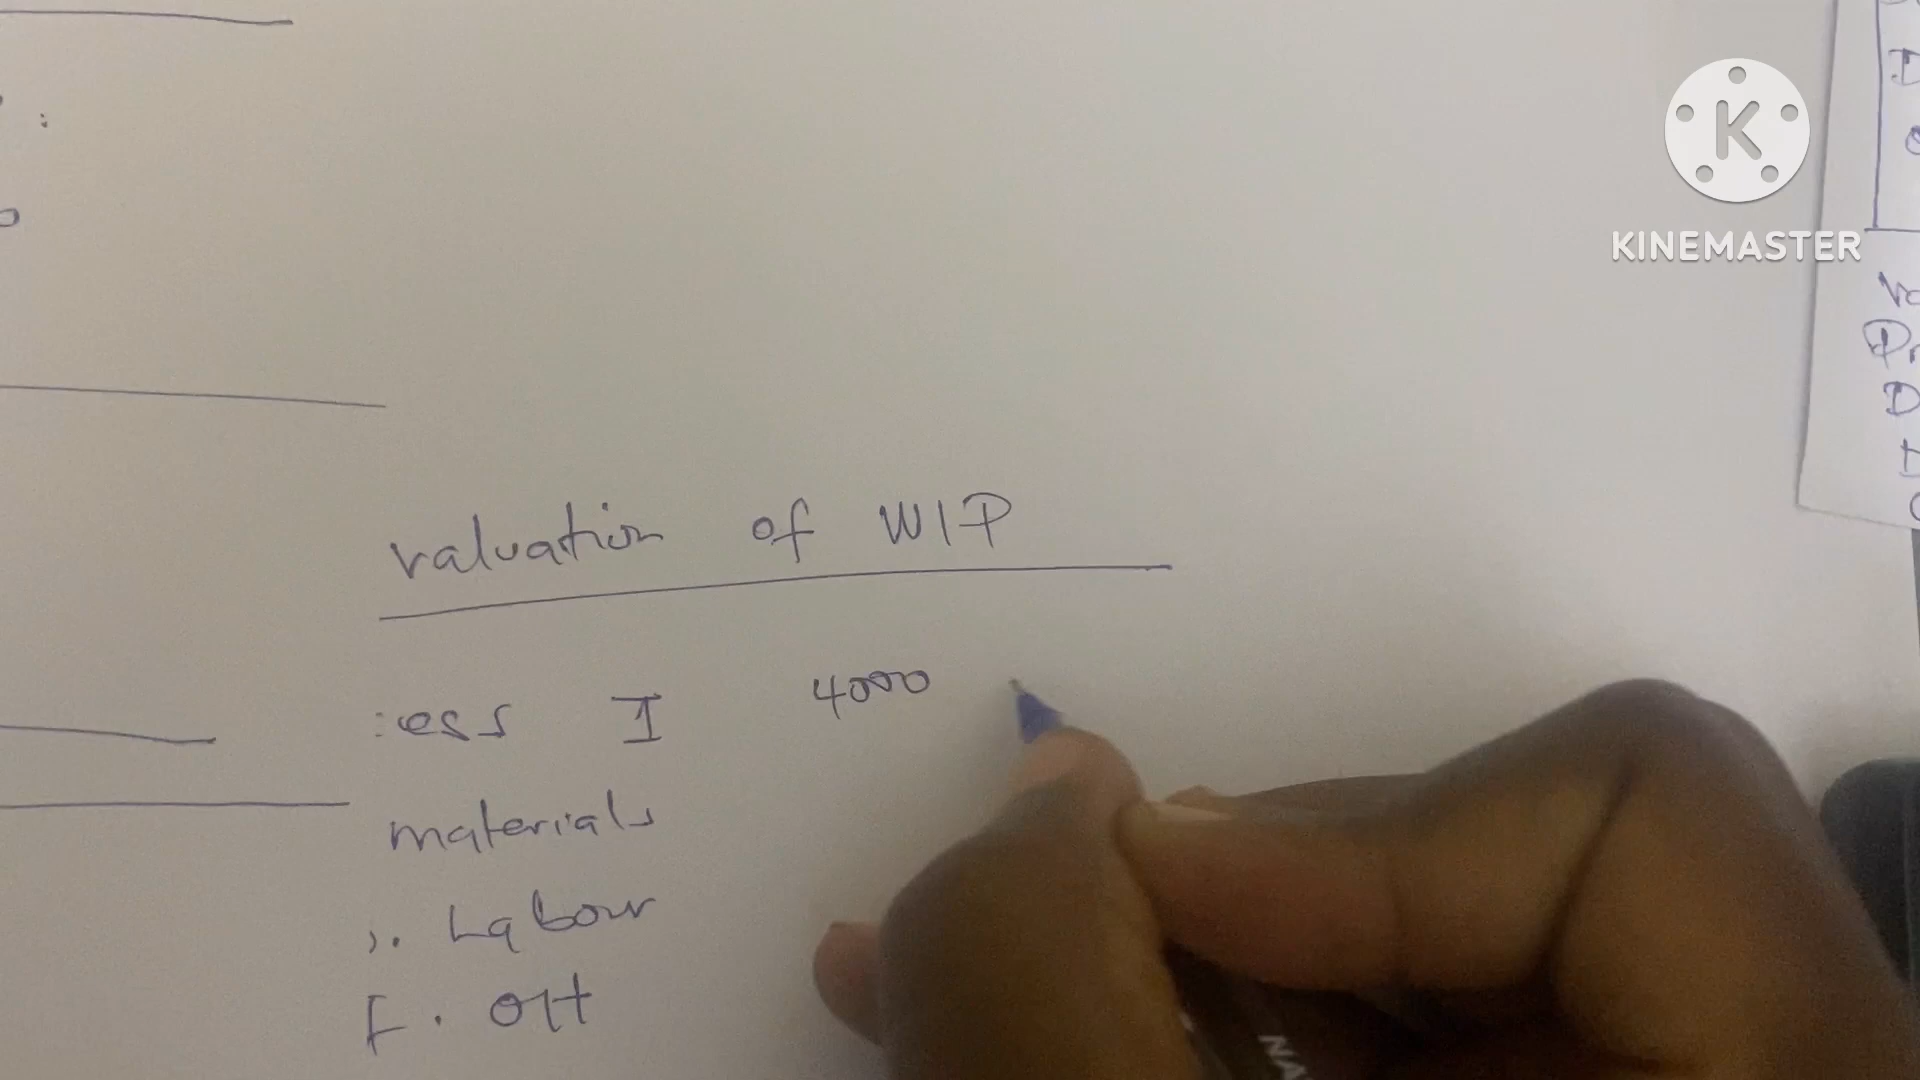 KINEMASTER
valuation of WIP
:ess I 4000
materials
). Labour
F. OH